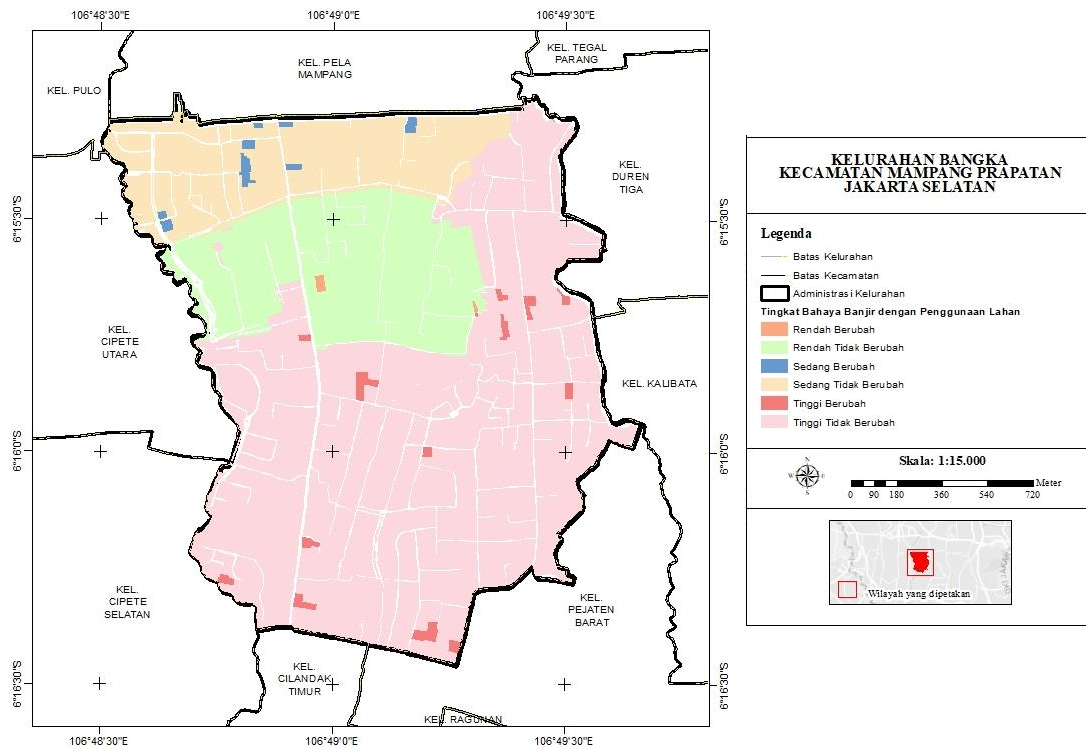 106°48'30"E 106°49'0"E 106°49'30"E
KEL. TEGAL
PARANG
KEL. PELA
MAMPANG
KEL. PULO
KEL.
DUREN
TIGA
6°15'30"S 6°15'30"S
KEL.
CIPETE
UTARA
KEL. KALIBATA
6°16'0"S 6°16'0"S
KEL.
CIPETE
SELATAN
KEL.
PEJATEN
BARAT
KEL.
CILANDAK
TIMUR
6°16'30"S 6°16'30"S
KEL. RAGUNAN
106°48'30"E 106°49'0"E 106°49'30"E
KELURAHAN BANGKA
KECAMATAN MAMPANG PRAPATAN
JAKARTA SELATAN
Legenda
Batas Kelurahan
Batas Kecamatan
Administrasi Kelurahan
Tingkat Bahaya Banjir dengan Penggunaan Lahan
Rendah Berubah
Rendah Tidak Berubah
Sedang Berubah
Sedang Tidak Berubah
Tinggi Berubah
Tinggi Tidak Berubah
N
W E
S
Skala: 1:15.000
Meter
0 90 180 360 540 720
Wilayah yang dipetakan